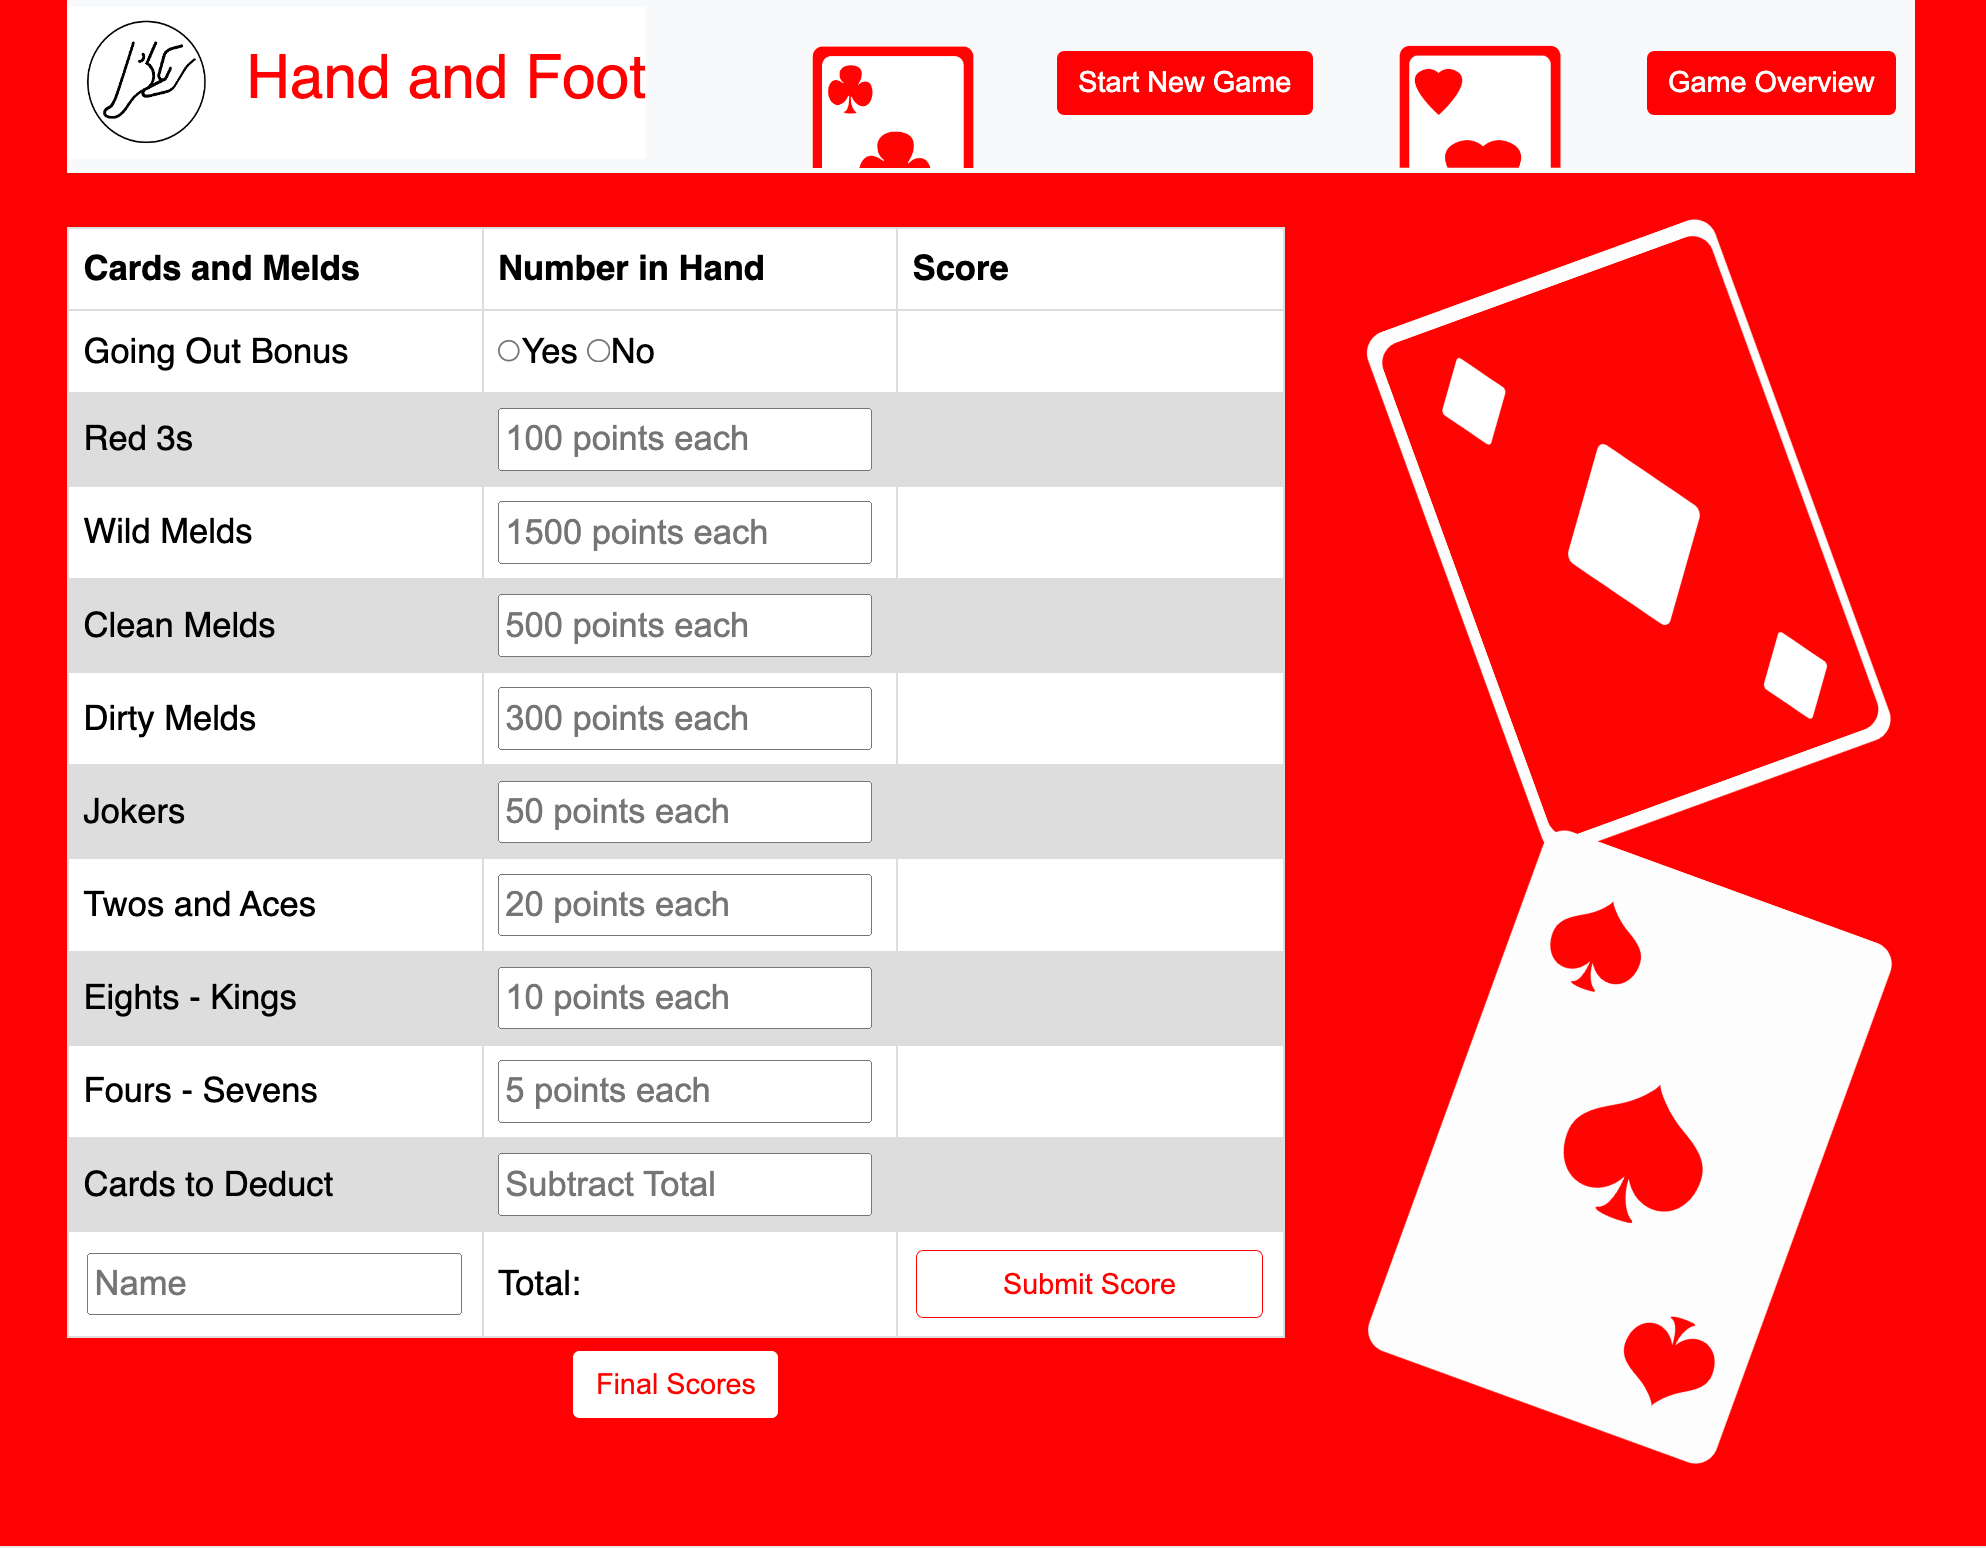 Hand and Foot
Start New Game
Game Overview
Cards and Melds Number in Hand Score
Going Out Bonus Yes No
Red 3s 100 points each
Wild Melds 1500 points each
Clean Melds 500 points each
Dirty Melds 300 points each
Jokers 50 points each
Twos and Aces 20 points each
Eights - Kings 10 points each
Fours - Sevens 5 points each
Cards to Deduct Subtract Total
Name Total: Submit Score
Final Scores